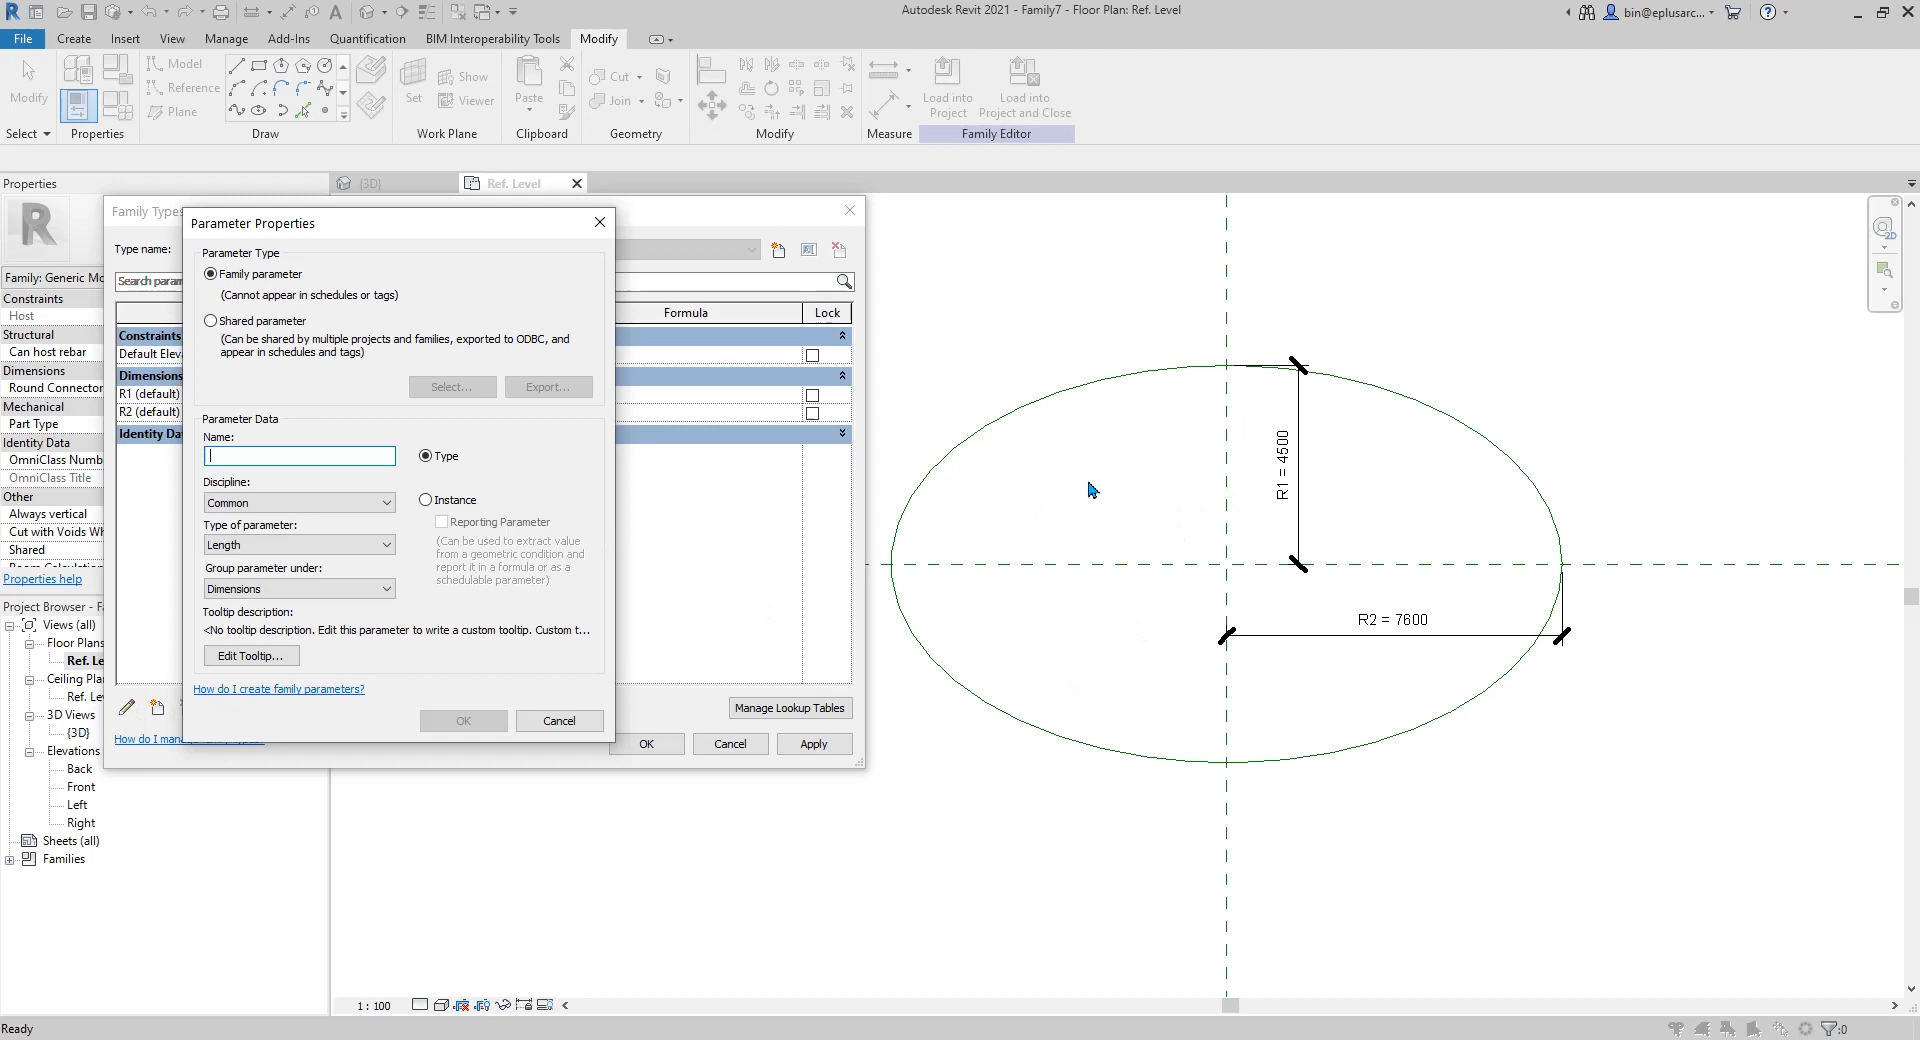 Autodesk Revit 2021 - Family7 - Floor Plan: Ref. Level
bin@eplusarc...
File
Create
Insert
View
Manage
Add-Ins
Quantification
BIM Interoperability Tools
Modify
Modify
Model
Reference
Plane
Set
Show
Viewer
Paste
Cut
Join
Load into
Project
Load into
Project and Close
Select
Properties
Draw
Work Plane
Clipboard
Geometry
Modify
Measure
Family Editor
Properties
{3D}
Ref. Level
R
Family: Generic Mo
Constraints
Host
Structural
Can host rebar
Dimensions
Round Connector
Mechanical
Part Type
Identity Data
OmniClass Numb
OmniClass Title
Other
Always vertical
Cut with Voids Wh
Shared
Properties help
Project Browser - Fa
Views (all)
Floor Plans
Ref. Le
Ceiling Pla
Ref. Le
3D Views
{3D}
Elevations
Back
Front
Left
Right
Sheets (all)
Families
Family Types
Type name:
Search param
Formula
Lock
Constraints
Default Eleva
Dimensions
R1 (default)
R2 (default)
Identity Dat
Manage Lookup Tables
How do I mana
OK
Cancel
Apply
Parameter Properties
Parameter Type
Family parameter
(Cannot appear in schedules or tags)
Shared parameter
(Can be shared by multiple projects and families, exported to ODBC, and
appear in schedules and tags)
Select...
Export...
Parameter Data
Name:
Type
Discipline:
Common
Instance
Reporting Parameter
(Can be used to extract value
from a geometric condition and
report it in a formula or as a
schedulable parameter)
Type of parameter:
Length
Group parameter under:
Dimensions
Tooltip description:
<No tooltip description. Edit this parameter to write a custom tooltip. Custom t...
Edit Tooltip...
How do I create family parameters?
OK
Cancel
R1 = 4500
R2 = 7600
2D
1 : 100
Ready
:0